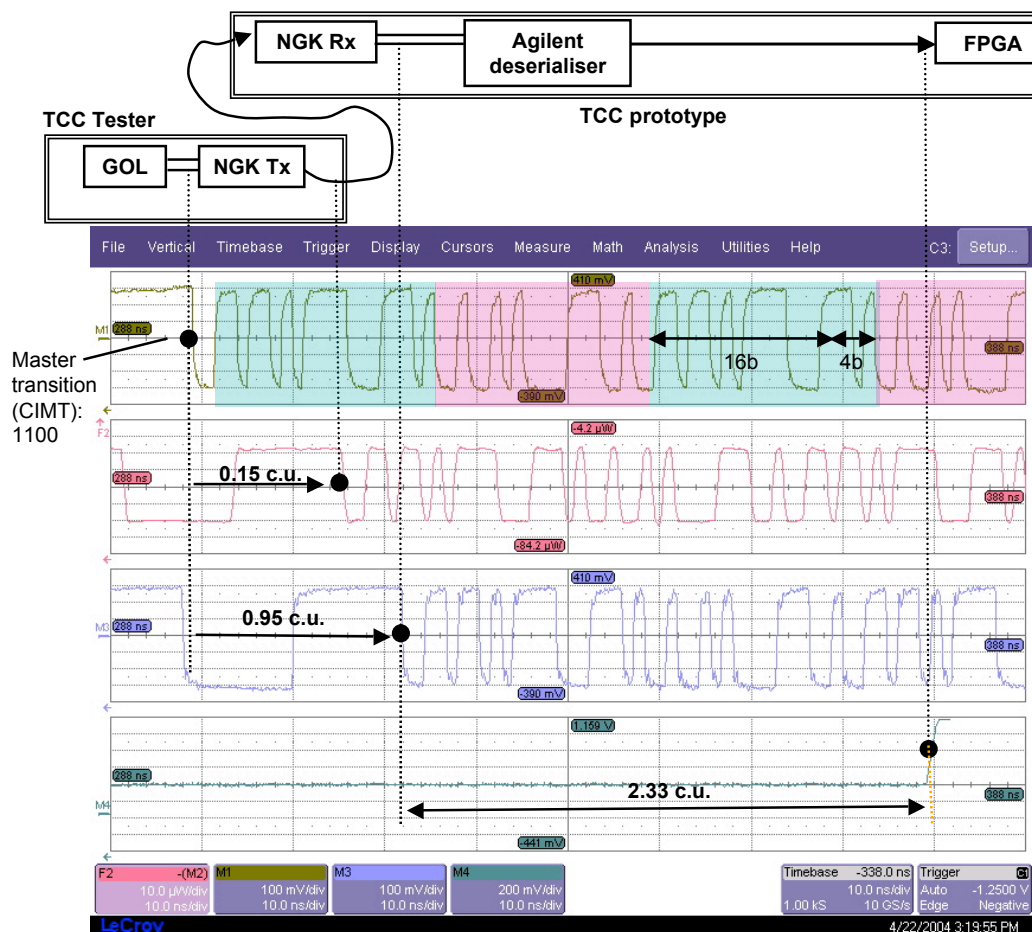 NGK Rx
Agilent
deserialiser
FPGA
TCC prototype
TCC Tester
GOL
NGK Tx
File Vertical Timebase Trigger Display Cursors Measure Math Analysis Utilities Help C3: Setup...
410 mV
M1
288 ns
388 ns
Master
transition
(CIMT):
1100
16b
4b
-390 mV
F2
-4.2 µW
288 ns
0.15 c.u.
388 ns
-84.2 µW
410 mV
M3
288 ns
0.95 c.u.
388 ns
-390 mV
1.159 V
288 ns
388 ns
2.33 c.u.
M4
-441 mV
F2 -(M2)
10.0 µW/div
10.0 ns/div
M1
100 mV/div
10.0 ns/div
M3
100 mV/div
10.0 ns/div
M4
200 mV/div
10.0 ns/div
Timebase -338.0 ns
10.0 ns/div
1.00 kS 10 GS/s
Trigger C1
Auto -1.2500 V
Edge Negative
LeCroy
4/22/2004 3:19:55 PM